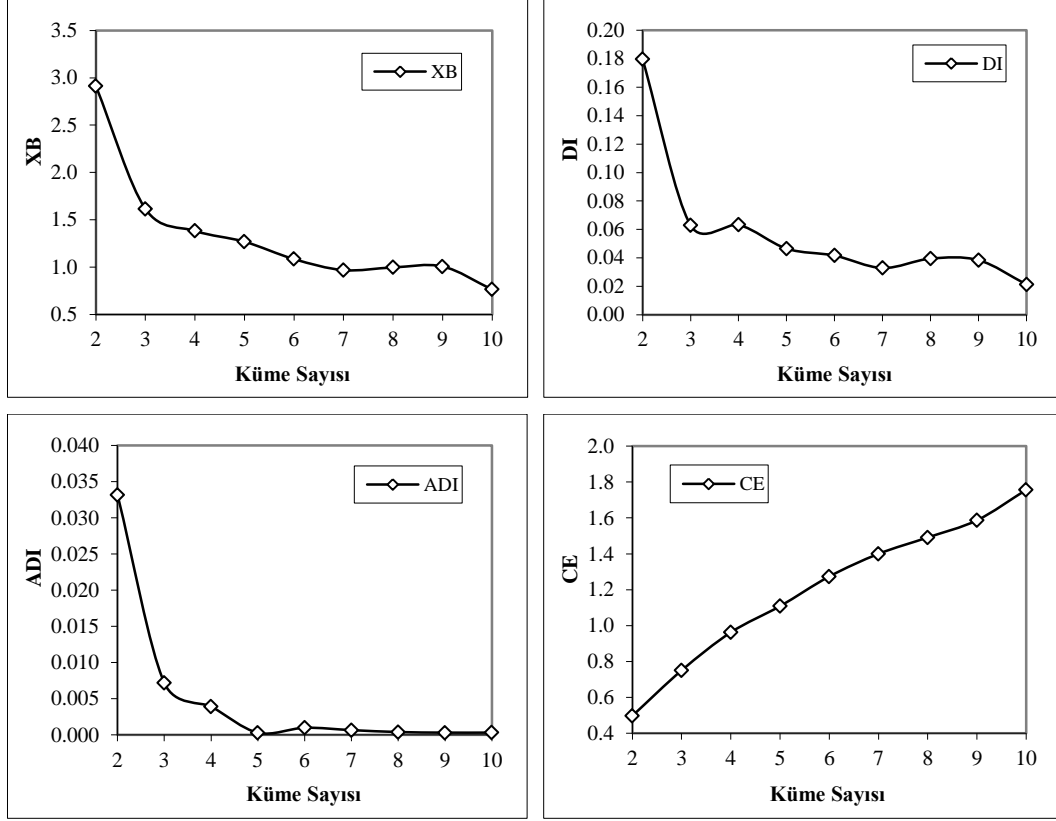 3.5
3.0
2.5
2.0
1.5
1.0
0.5
XB
XB
2 3 4 5 6 7 8 9 10
Küme Sayısı
0.20
0.18
0.16
0.14
0.12
0.10
0.08
0.06
0.04
0.02
0.00
DI
DI
2 3 4 5 6 7 8 9 10
Küme Sayısı
0.040
0.035
0.030
0.025
0.020
0.015
0.010
0.005
0.000
ADI
ADI
2 3 4 5 6 7 8 9 10
Küme Sayısı
2.0
1.8
1.6
1.4
1.2
1.0
0.8
0.6
0.4
CE
CE
2 3 4 5 6 7 8 9 10
Küme Sayısı